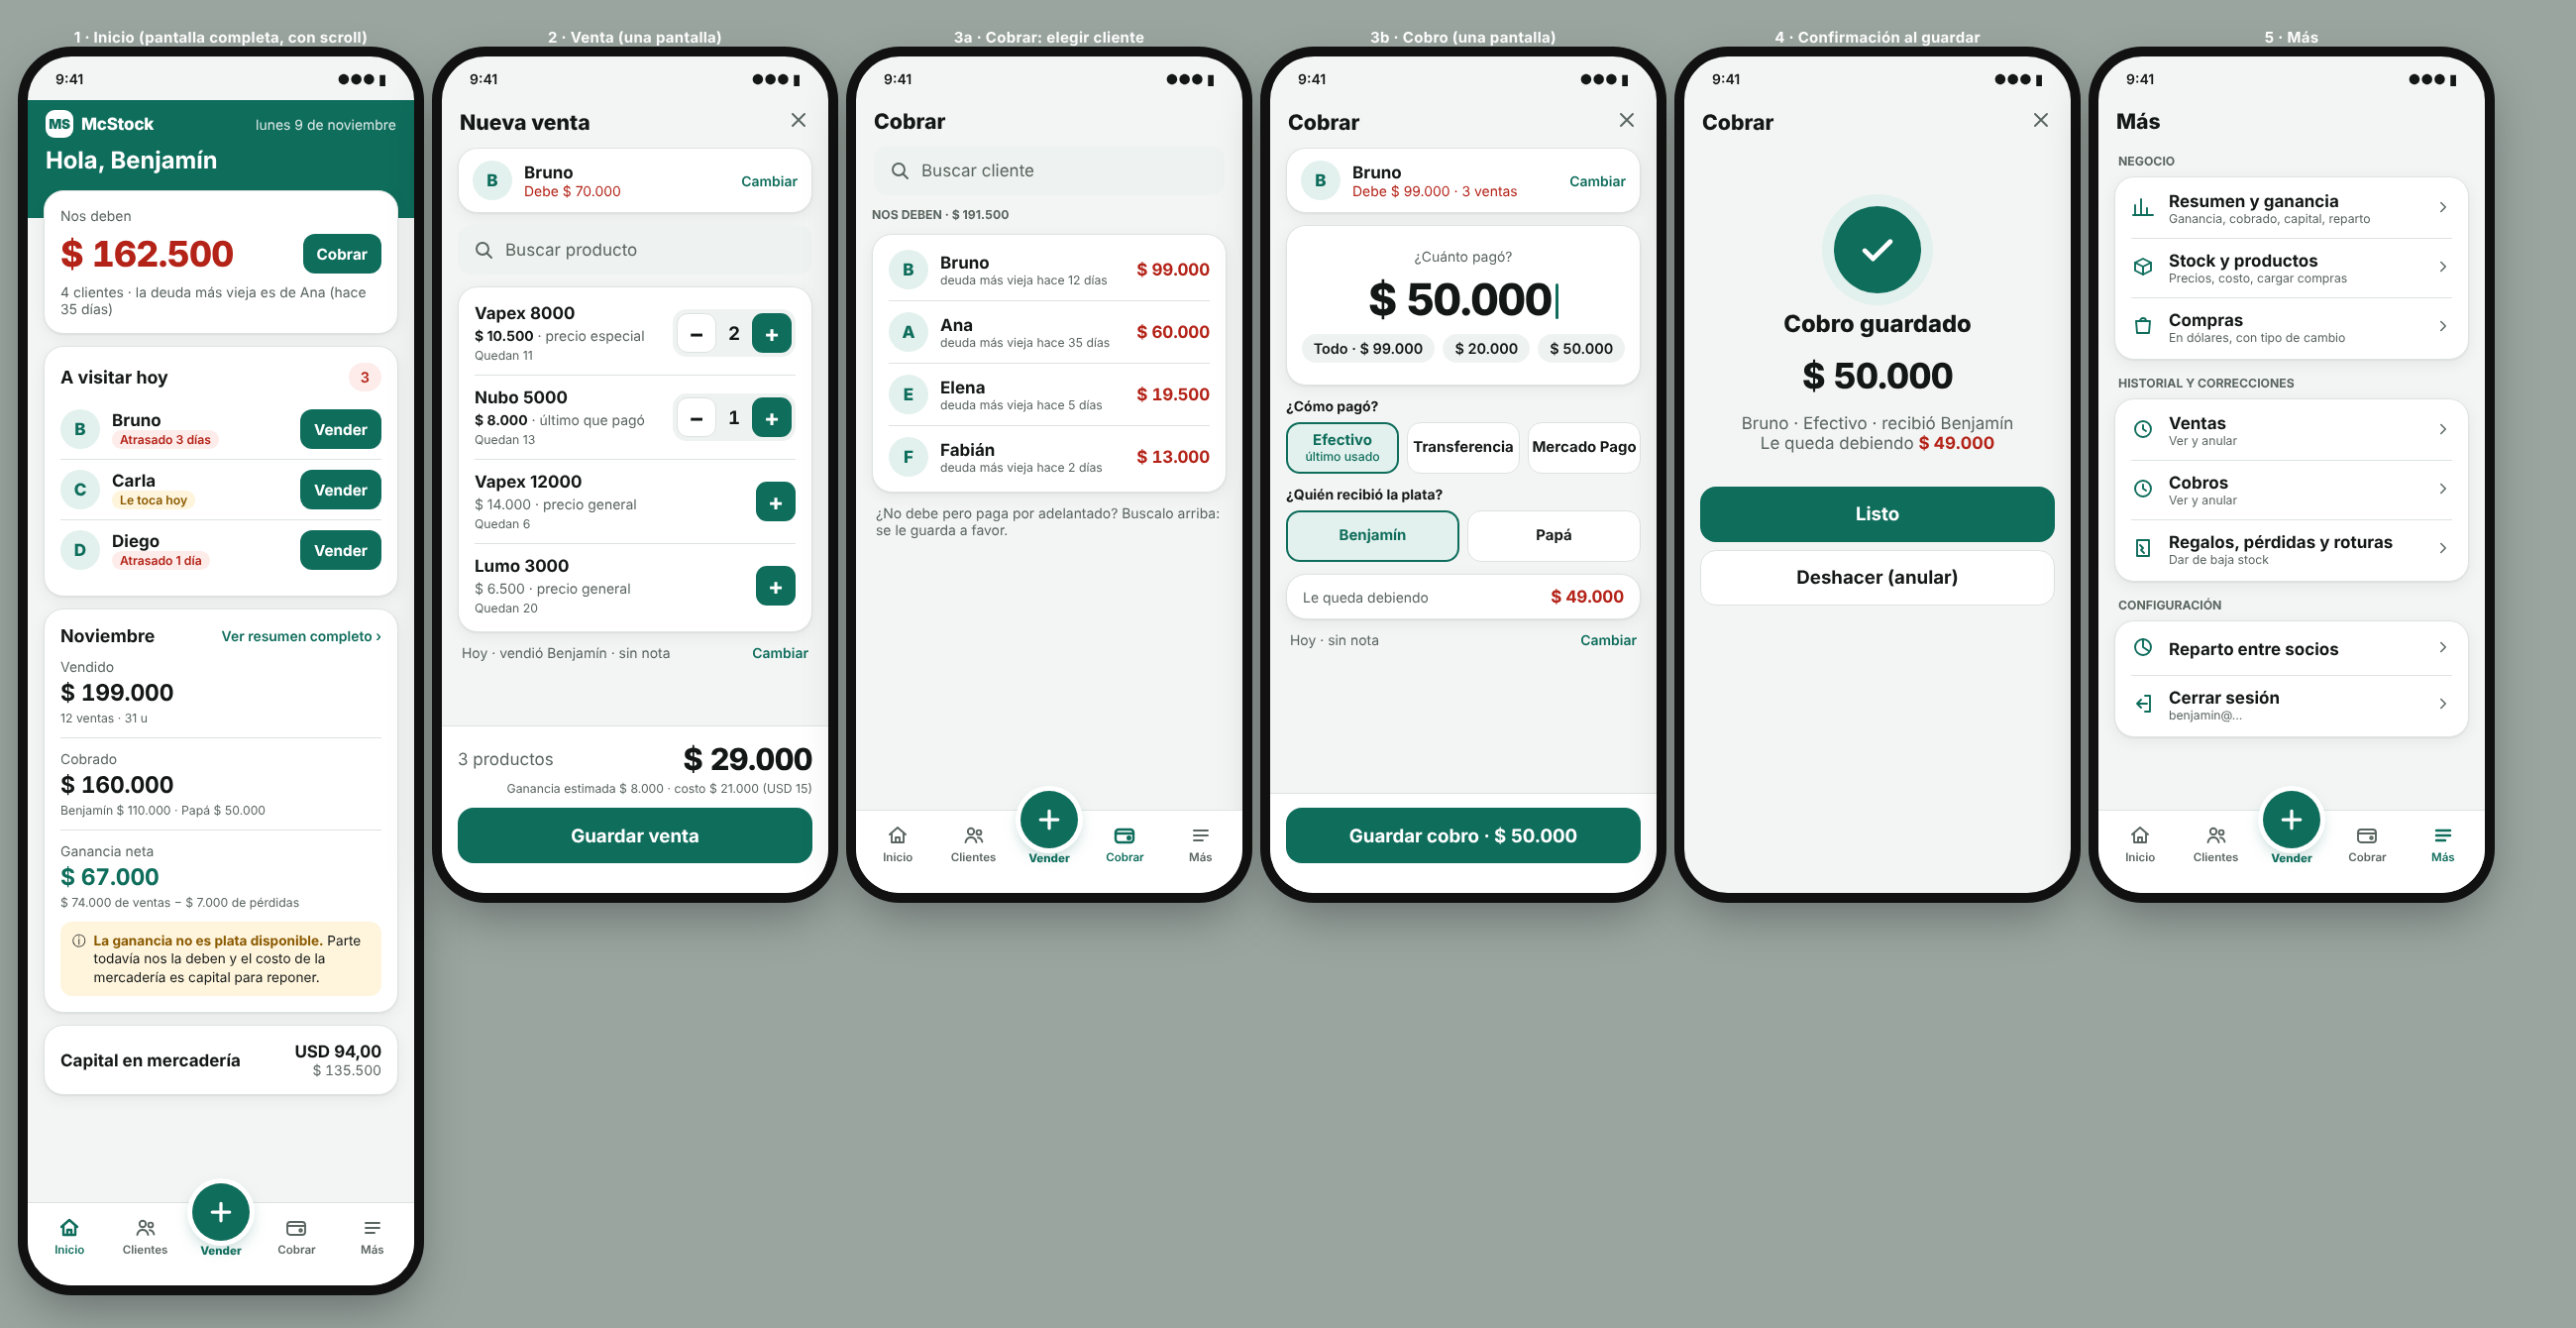 1 · Inicio (pantalla completa, con scroll)
9:41
MS McStock
lunes 9 de noviembre
Hola, Benjamín
Nos deben
$ 162.500
Cobrar
4 clientes · la deuda más vieja es de Ana (hace
35 días)
A visitar hoy
3
B
Bruno
Atrasado 3 días
Vender
C
Carla
Le toca hoy
Vender
D
Diego
Atrasado 1 día
Vender
Noviembre
Ver resumen completo ›
Vendido
$ 199.000
12 ventas · 31 u
Cobrado
$ 160.000
Benjamín $ 110.000 · Papá $ 50.000
Ganancia neta
$ 67.000
$ 74.000 de ventas − $ 7.000 de pérdidas
ⓘ La ganancia no es plata disponible. Parte
todavía nos la deben y el costo de la
mercadería es capital para reponer.
Capital en mercadería
USD 94,00
$ 135.500
Inicio
Clientes
Vender
Cobrar
Más
2 · Venta (una pantalla)
9:41
Nueva venta
B
Bruno
Debe $ 70.000
Cambiar
Buscar producto
Vapex 8000
$ 10.500 · precio especial
Quedan 11
− 2 +
Nubo 5000
$ 8.000 · último que pagó
Quedan 13
− 1 +
Vapex 12000
$ 14.000 · precio general
Quedan 6
+
Lumo 3000
$ 6.500 · precio general
Quedan 20
+
Hoy · vendió Benjamín · sin nota
Cambiar
3 productos
$ 29.000
Ganancia estimada $ 8.000 · costo $ 21.000 (USD 15)
Guardar venta
3a · Cobrar: elegir cliente
9:41
Cobrar
Buscar cliente
NOS DEBEN · $ 191.500
B
Bruno
deuda más vieja hace 12 días
$ 99.000
A
Ana
deuda más vieja hace 35 días
$ 60.000
E
Elena
deuda más vieja hace 5 días
$ 19.500
F
Fabián
deuda más vieja hace 2 días
$ 13.000
¿No debe pero paga por adelantado? Buscalo arriba:
se le guarda a favor.
Inicio
Clientes
Vender
Cobrar
Más
3b · Cobro (una pantalla)
9:41
Cobrar
B
Bruno
Debe $ 99.000 · 3 ventas
Cambiar
¿Cuánto pagó?
$ 50.000
Todo · $ 99.000
$ 20.000
$ 50.000
¿Cómo pagó?
Efectivo
último usado
Transferencia
Mercado Pago
¿Quién recibió la plata?
Benjamín
Papá
Le queda debiendo
$ 49.000
Hoy · sin nota
Cambiar
Guardar cobro · $ 50.000
4 · Confirmación al guardar
9:41
Cobrar
Cobro guardado
$ 50.000
Bruno · Efectivo · recibió Benjamín
Le queda debiendo $ 49.000
Listo
Deshacer (anular)
5 · Más
9:41
Más
NEGOCIO
Resumen y ganancia
Ganancia, cobrado, capital, reparto
Stock y productos
Precios, costo, cargar compras
Compras
En dólares, con tipo de cambio
HISTORIAL Y CORRECCIONES
Ventas
Ver y anular
Cobros
Ver y anular
Regalos, pérdidas y roturas
Dar de baja stock
CONFIGURACIÓN
Reparto entre socios
Cerrar sesión
benjamin@...
Inicio
Clientes
Vender
Cobrar
Más